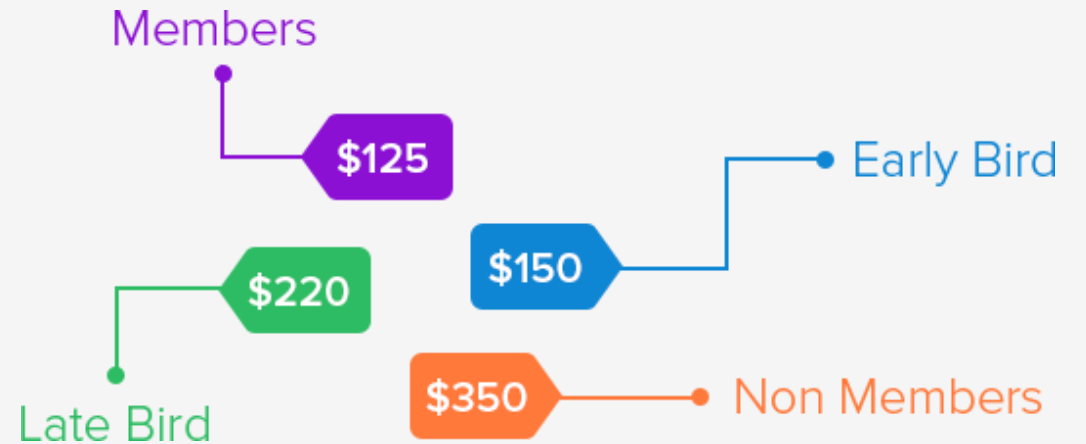 Members
$125
Early Bird
$150
$220
Late Bird
$350
Non Members